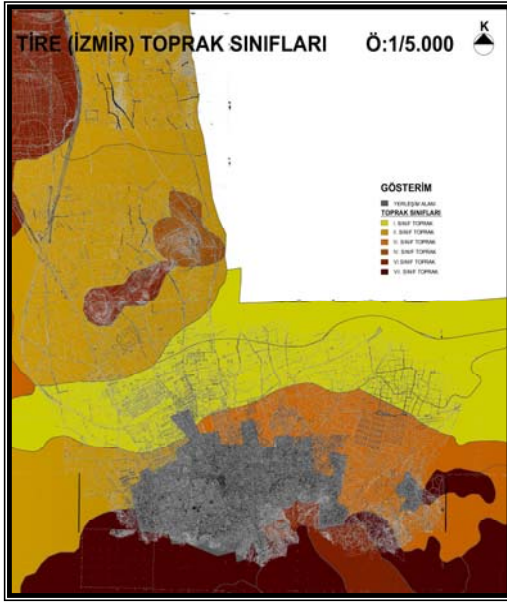 TİRE (İZMİR) TOPRAK SINIFLARI Ö:1/5.000
K
GÖSTERİM
YERLEŞİM ALANI
TOPRAK SINIFLARI
I. SINIF TOPRAK
II. SINIF TOPRAK
III. SINIF TOPRAK
IV. SINIF TOPRAK
VI. SINIF TOPRAK
VII. SINIF TOPRAK